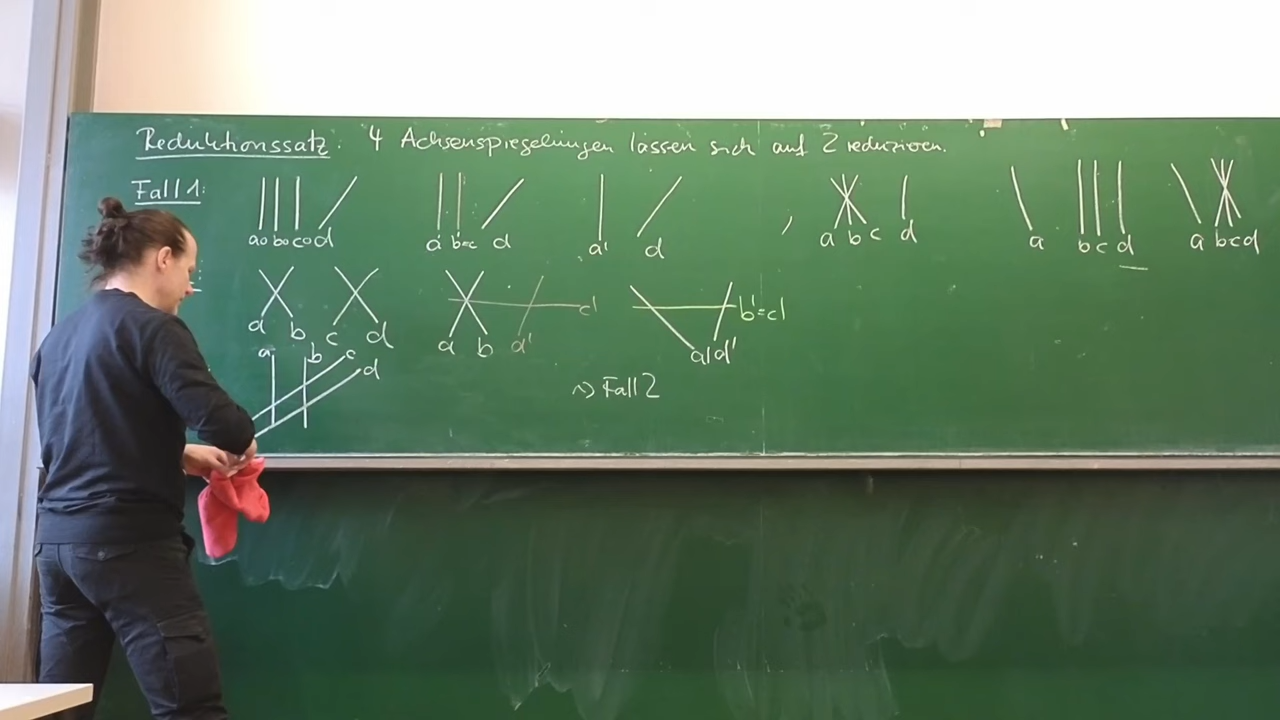 Reduktionssatz: 4 Achsenspiegelungen lassen sich auf 2 reduzieren.
Fall 1:
a b c d a' b=c d a' d , a b c d a b c d a b c d
a b c d a b d' c' a' d' b'=c'
a b c d
↝ Fall 2